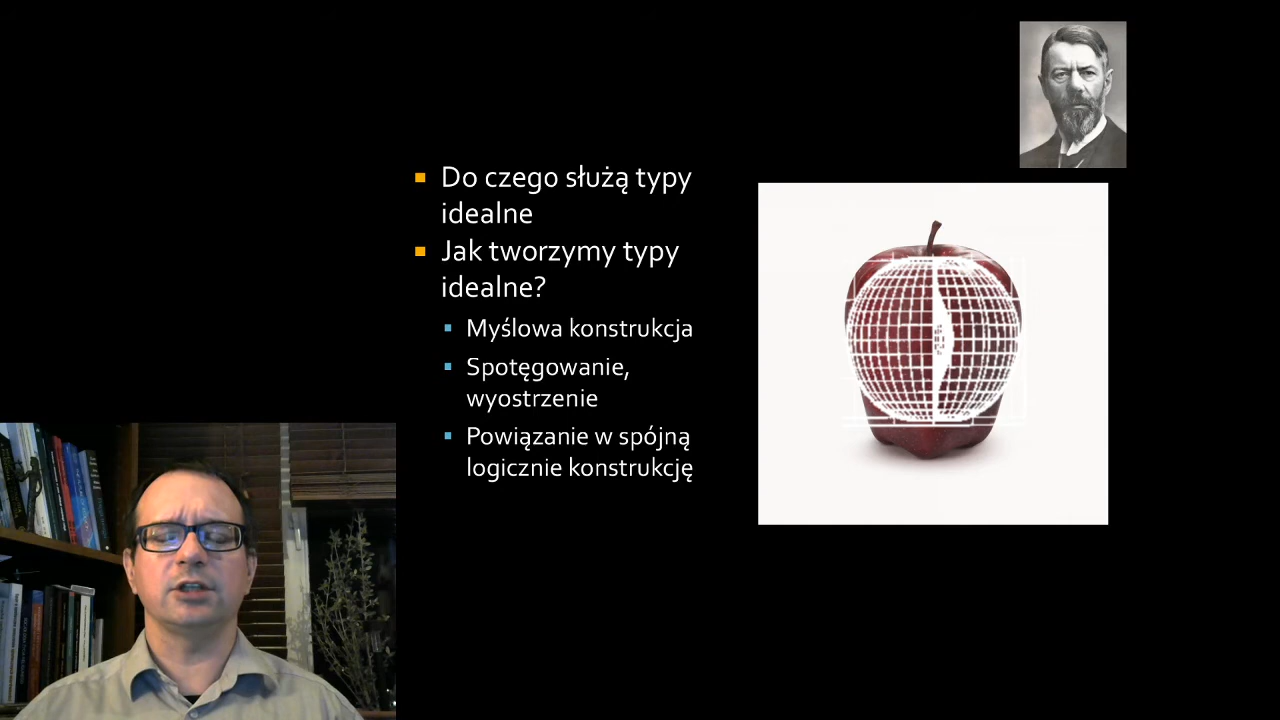 Do czego służą typy
idealne
Jak tworzymy typy
idealne?
Myślowa konstrukcja
Spotęgowanie,
wyostrzenie
Powiązanie w spójną
logicznie konstrukcję